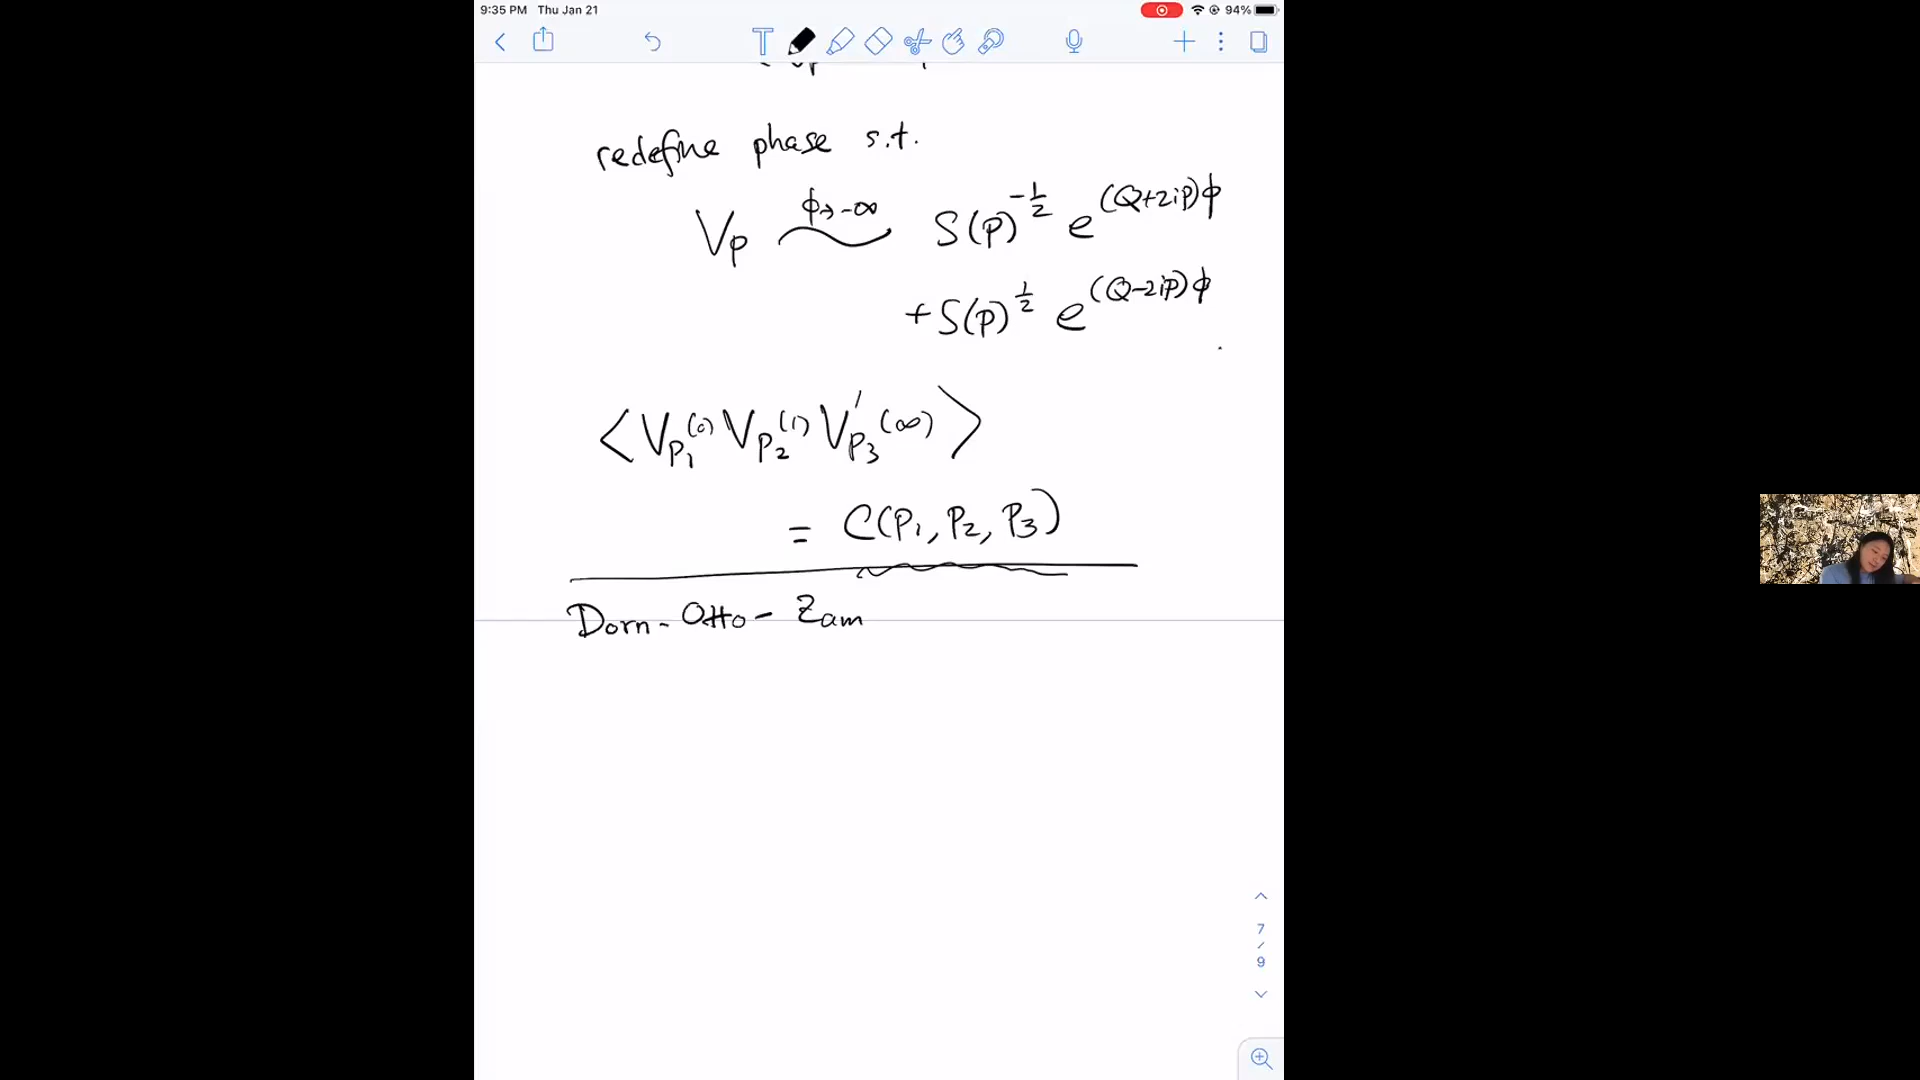 9:35 PM Thu Jan 21 94%
T
redefine phase s.t.
V_p ϕ→-∞ S(p)^{-1/2} e^{(Q+2iP)ϕ}
+ S(p)^{1/2} e^{(Q-2iP)ϕ}
⟨V_{P_1}(0) V_{P_2}(1) V'_{P_3}(∞)⟩
= C(P_1, P_2, P_3)
Dorn-Otto-Zam
7
/
9